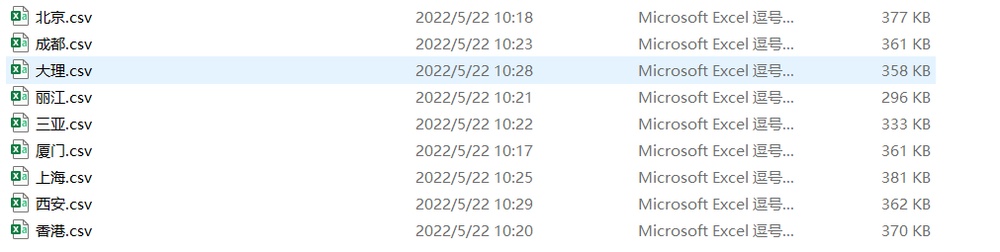 北京.csv 2022/5/22 10:18 Microsoft Excel 逗号... 377 KB
成都.csv 2022/5/22 10:23 Microsoft Excel 逗号... 361 KB
大理.csv 2022/5/22 10:28 Microsoft Excel 逗号... 358 KB
丽江.csv 2022/5/22 10:21 Microsoft Excel 逗号... 296 KB
三亚.csv 2022/5/22 10:22 Microsoft Excel 逗号... 333 KB
厦门.csv 2022/5/22 10:17 Microsoft Excel 逗号... 361 KB
上海.csv 2022/5/22 10:25 Microsoft Excel 逗号... 381 KB
西安.csv 2022/5/22 10:29 Microsoft Excel 逗号... 362 KB
香港.csv 2022/5/22 10:20 Microsoft Excel 逗号... 370 KB